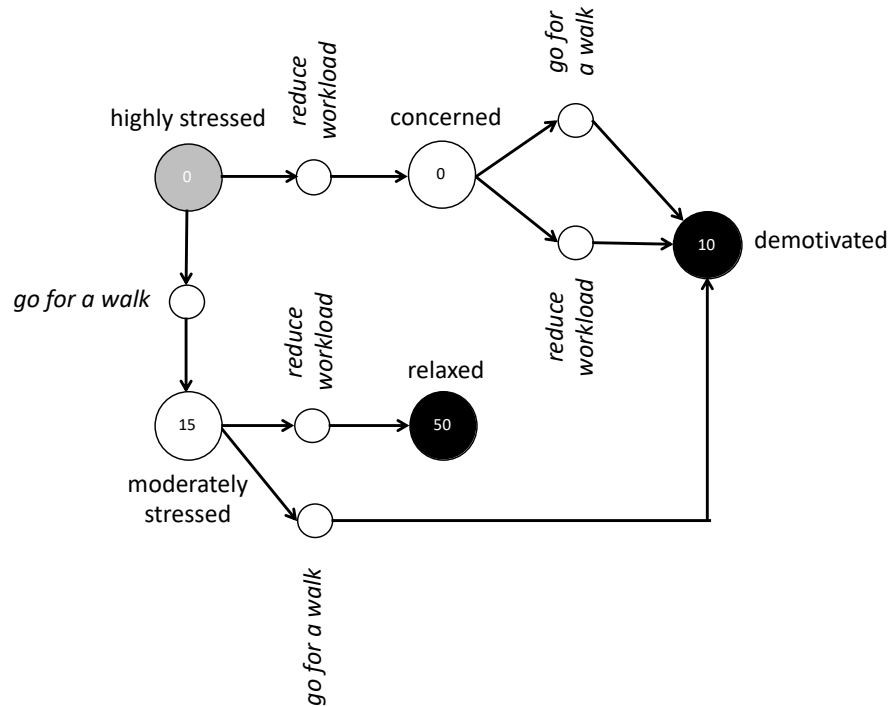 go for
a walk
reduce
workload
highly stressed
concerned
0
0
10
demotivated
go for a walk
reduce
workload
reduce
workload
relaxed
15
50
moderately
stressed
go for a walk